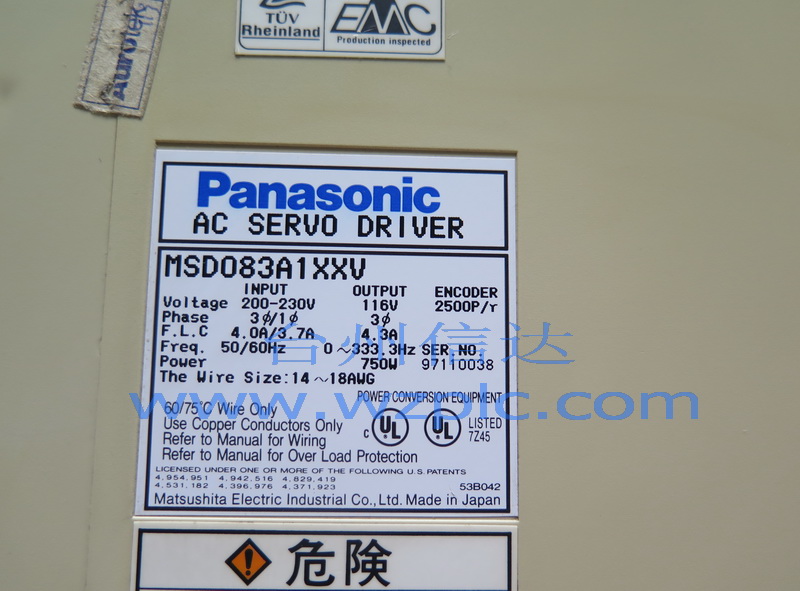 TÜV
Rheinland
EMC
Production inspected
Aurotek
Panasonic
AC SERVO DRIVER
MSD083A1XXV
INPUT OUTPUT ENCODER
Voltage 200-230V 116V 2500P/r
Phase 3ϕ/1ϕ 3ϕ
F.L.C 4.0A/3.7A 4.3A
Freq. 50/60Hz 0～333.3Hz SER NO.
Power 750W 97110038
The Wire Size:14～18AWG
台州信达
www.wzplc.com
POWER CONVERSION EQUIPMENT
60/75°C Wire Only
Use Copper Conductors Only
Refer to Manual for Wiring
Refer to Manual for Over Load Protection
c UL UL LISTED
7Z45
LICENSED UNDER ONE OR MORE OF THE FOLLOWING U.S. PATENTS
4.954.951 4.942.516 4.829.419
4.531.182 4.396.976 4.371.923
53B042
Matsushita Electric Industrial Co.,Ltd. Made in Japan
危険